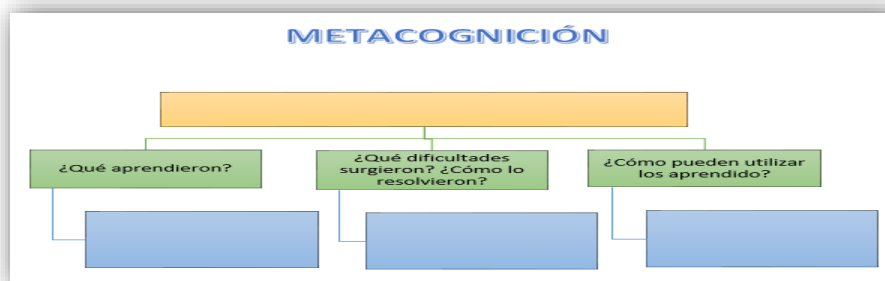 METACOGNICIÓN
¿Qué aprendieron?
¿Qué dificultades
surgieron? ¿Cómo lo
resolvieron?
¿Cómo pueden utilizar
los aprendido?